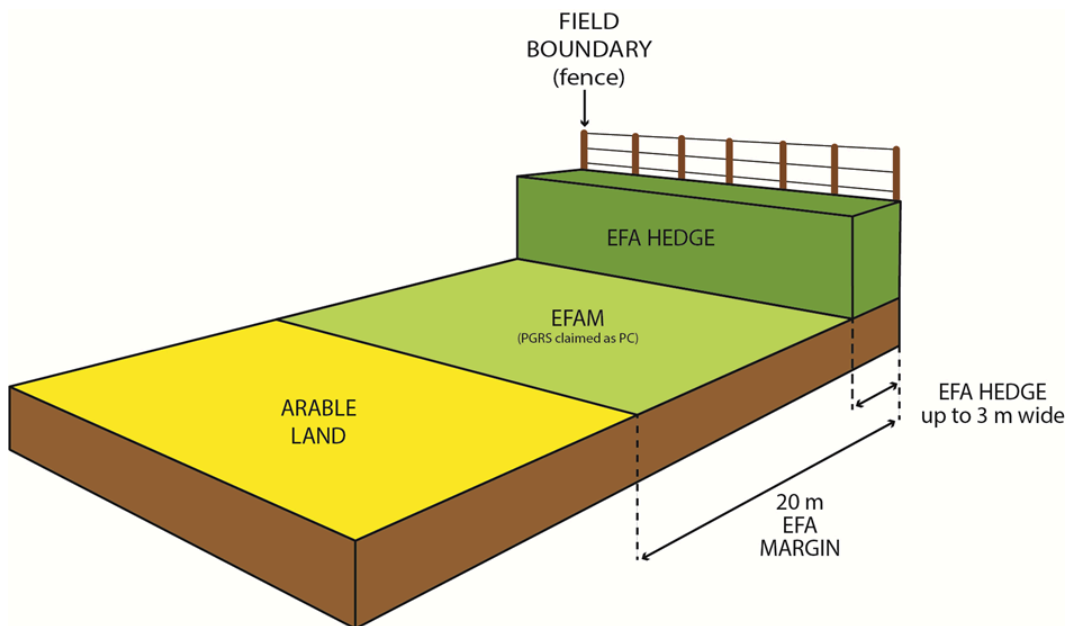 FIELD
BOUNDARY
(fence)
EFA HEDGE
EFAM
(PGRS claimed as PC)
ARABLE
LAND
EFA HEDGE
up to 3 m wide
20 m
EFA
MARGIN